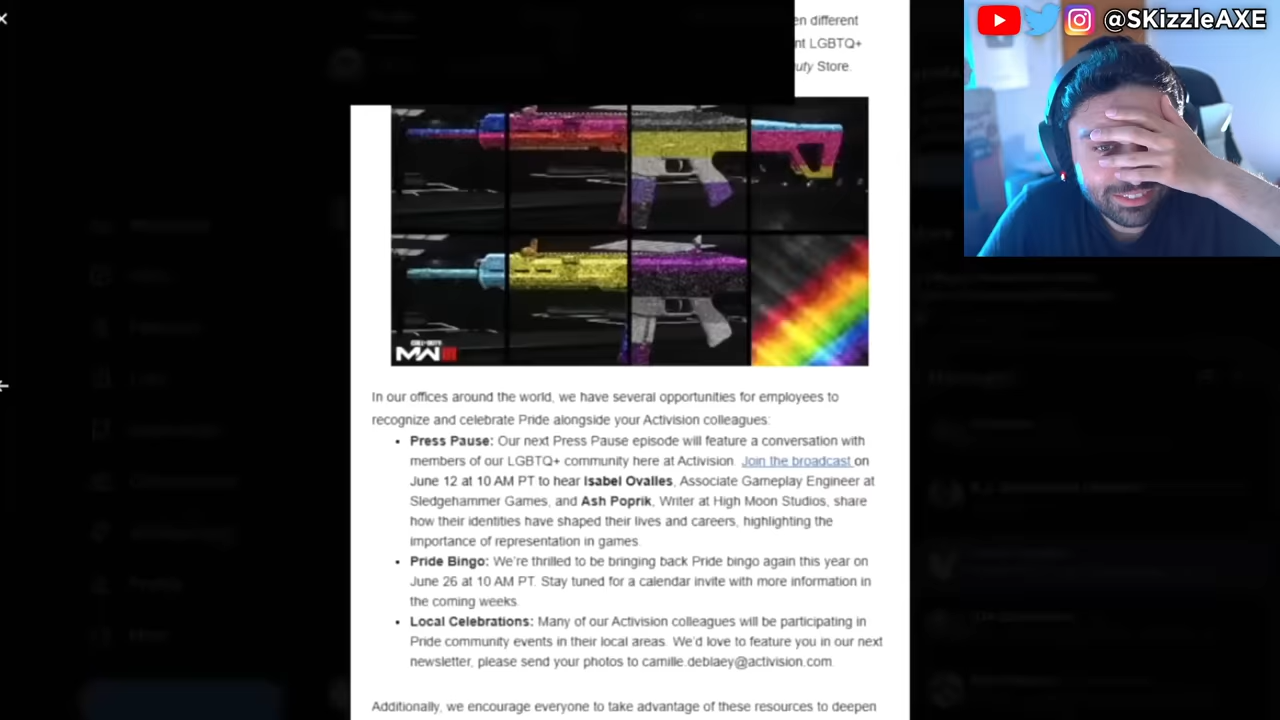 @SKizzleAXE
en different
nt LGBTQ+
uty Store.
CALL OF DUTY
MW III
In our offices around the world, we have several opportunities for employees to
recognize and celebrate Pride alongside your Activision colleagues:
• Press Pause: Our next Press Pause episode will feature a conversation with
members of our LGBTQ+ community here at Activision. Join the broadcast on
June 12 at 10 AM PT to hear Isabel Ovalles, Associate Gameplay Engineer at
Sledgehammer Games, and Ash Poprik, Writer at High Moon Studios, share
how their identities have shaped their lives and careers, highlighting the
importance of representation in games.
• Pride Bingo: We're thrilled to be bringing back Pride bingo again this year on
June 26 at 10 AM PT. Stay tuned for a calendar invite with more information in
the coming weeks.
• Local Celebrations: Many of our Activision colleagues will be participating in
Pride community events in their local areas. We'd love to feature you in our next
newsletter, please send your photos to camille.deblaey@activision.com.
Additionally, we encourage everyone to take advantage of these resources to deepen